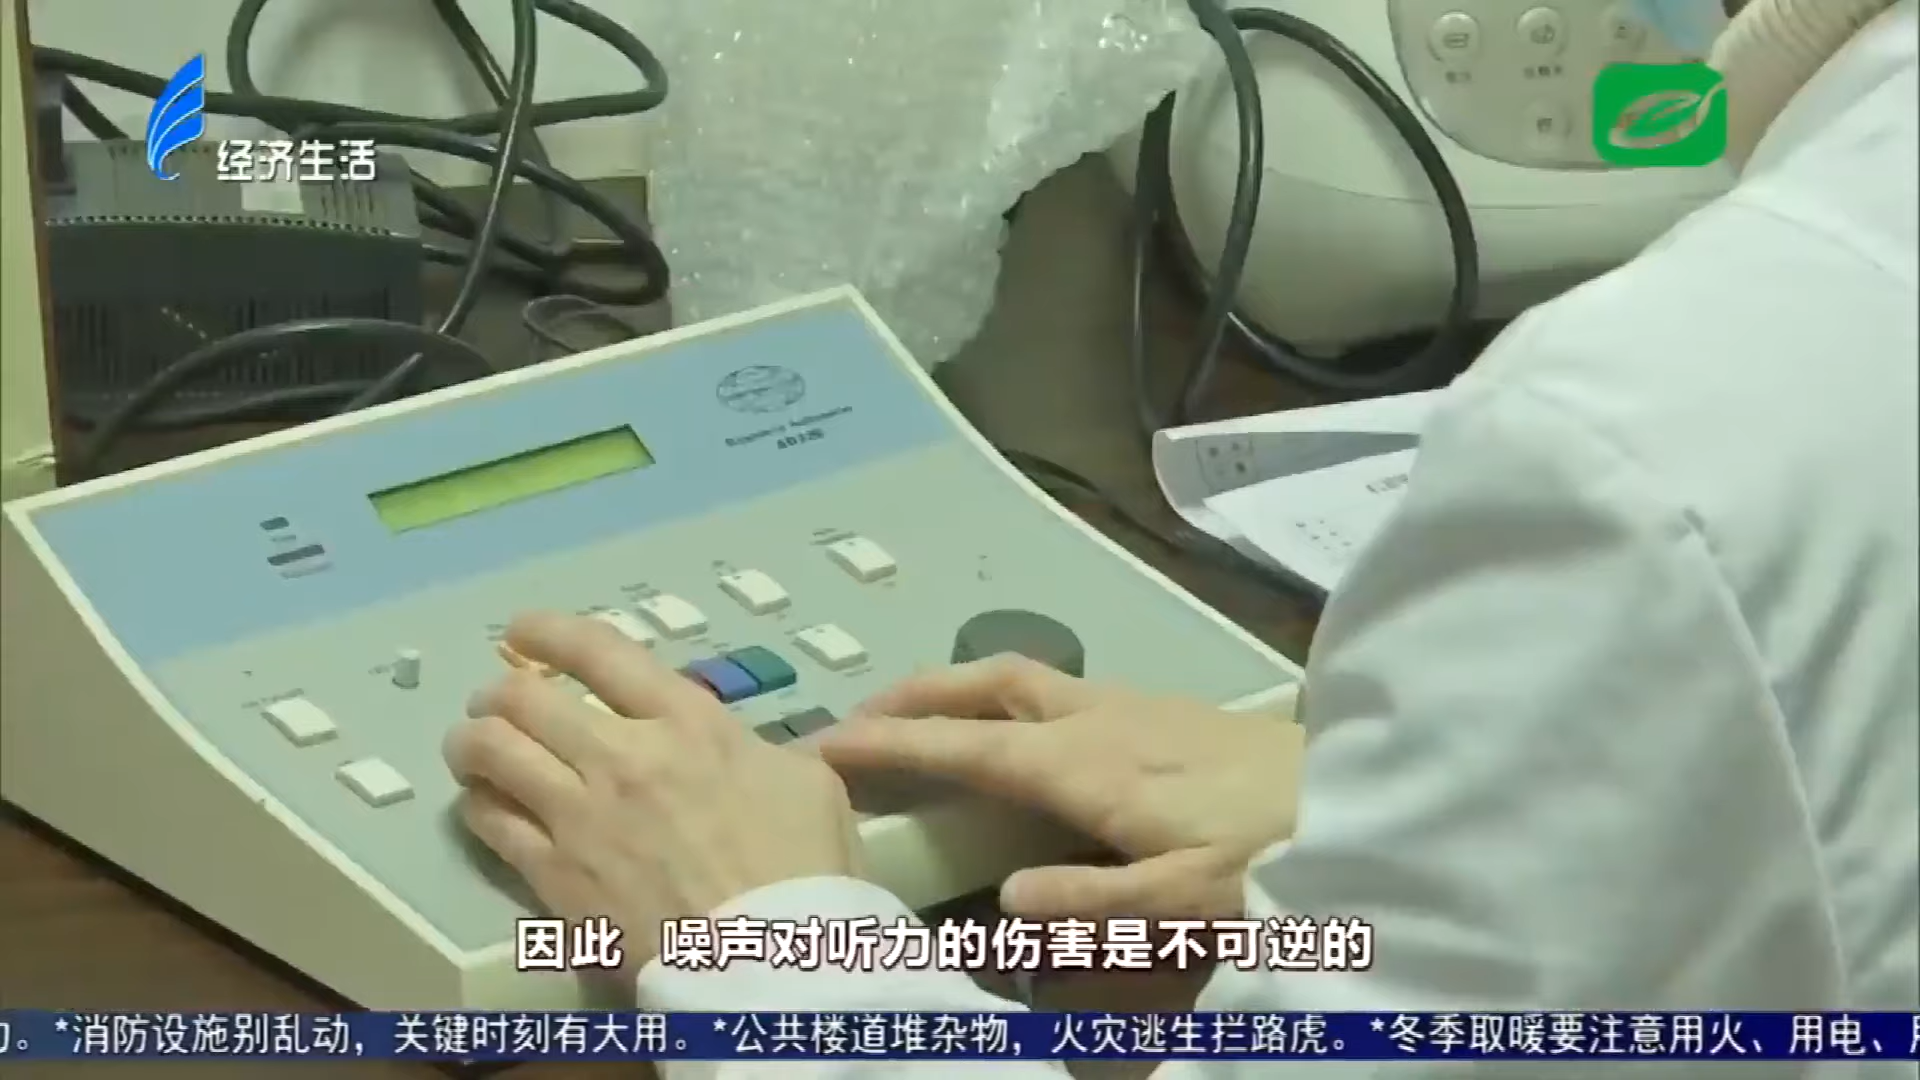 经济生活
因此 噪声对听力的伤害是不可逆的
。*消防设施别乱动，关键时刻有大用。*公共楼道堆杂物，火灾逃生拦路虎。*冬季取暖要注意用火、用电、